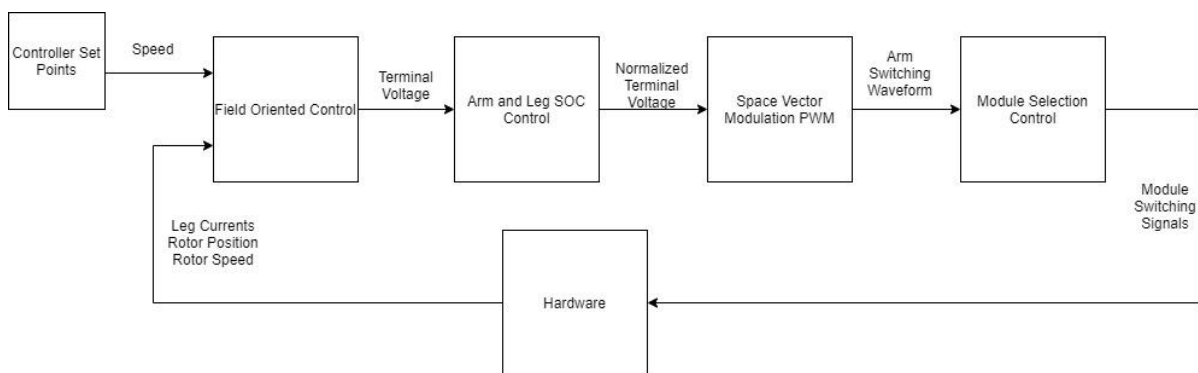 Controller Set
Points
Speed
Field Oriented Control
Terminal
Voltage
Arm and Leg SOC
Control
Normalized
Terminal
Voltage
Space Vector
Modulation PWM
Arm
Switching
Waveform
Module Selection
Control
Module
Switching
Signals
Leg Currents
Rotor Position
Rotor Speed
Hardware